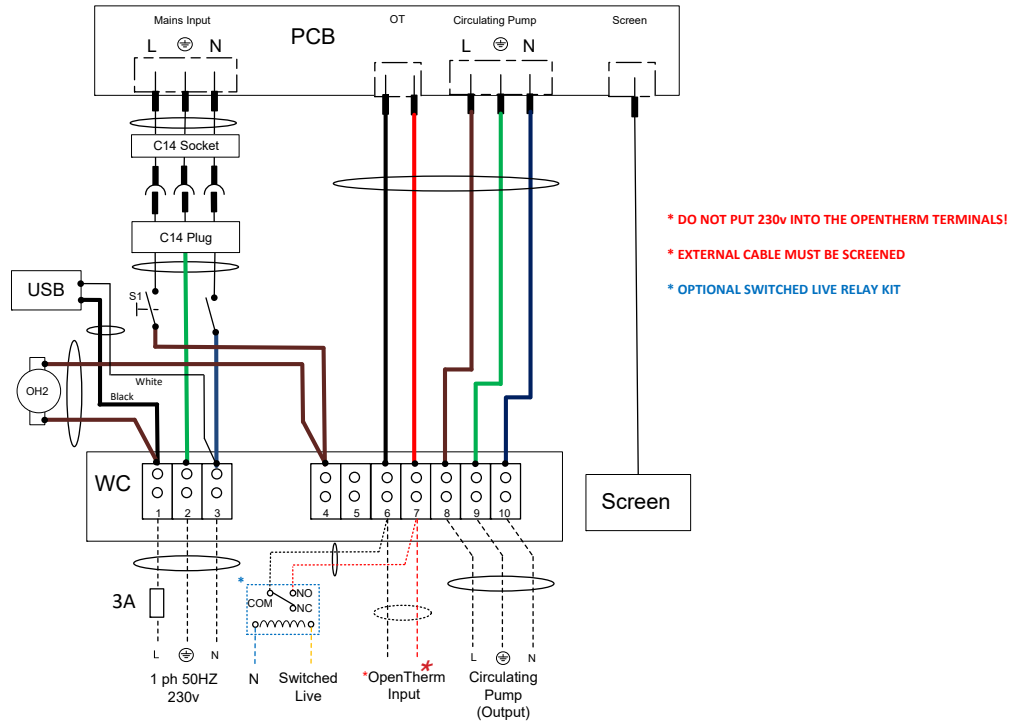 Mains Input
OT
Circulating Pump
Screen
PCB
L
N
L
N
C14 Socket
C14 Plug
* DO NOT PUT 230v INTO THE OPENTHERM TERMINALS!
* EXTERNAL CABLE MUST BE SCREENED
* OPTIONAL SWITCHED LIVE RELAY KIT
USB
S1
OH2
White
Black
WC
1
2
3
4
5
6
7
8
9
10
Screen
3A
*
COM
NO
NC
L
N
1 ph 50HZ
230v
N
Switched
Live
*
*OpenTherm
Input
L
N
Circulating
Pump
(Output)